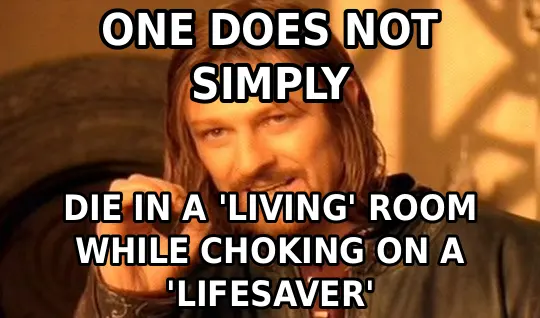 ONE DOES NOT
SIMPLY
DIE IN A 'LIVING' ROOM
WHILE CHOKING ON A
'LIFESAVER'